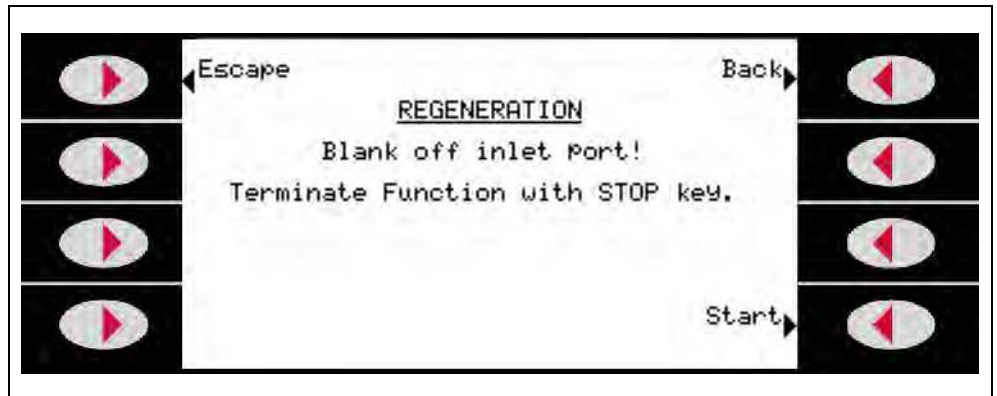 Escape Back
REGENERATION
Blank off inlet port!
Terminate Function with STOP key.
Start